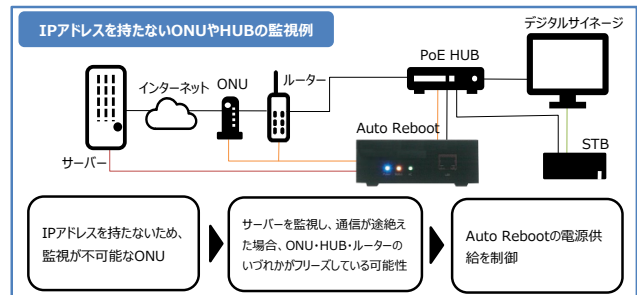 IPアドレスを持たないONUやHUBの監視例
デジタルサイネージ
PoE HUB
インターネット
ONU
ルーター
Auto Reboot
サーバー
STB
IPアドレスを持たないため、
監視が不可能なONU
サーバーを監視し、通信が途絶え
た場合、ONU・HUB・ルーターの
いづれかがフリーズしている可能性
Auto Rebootの電源供
給を制御